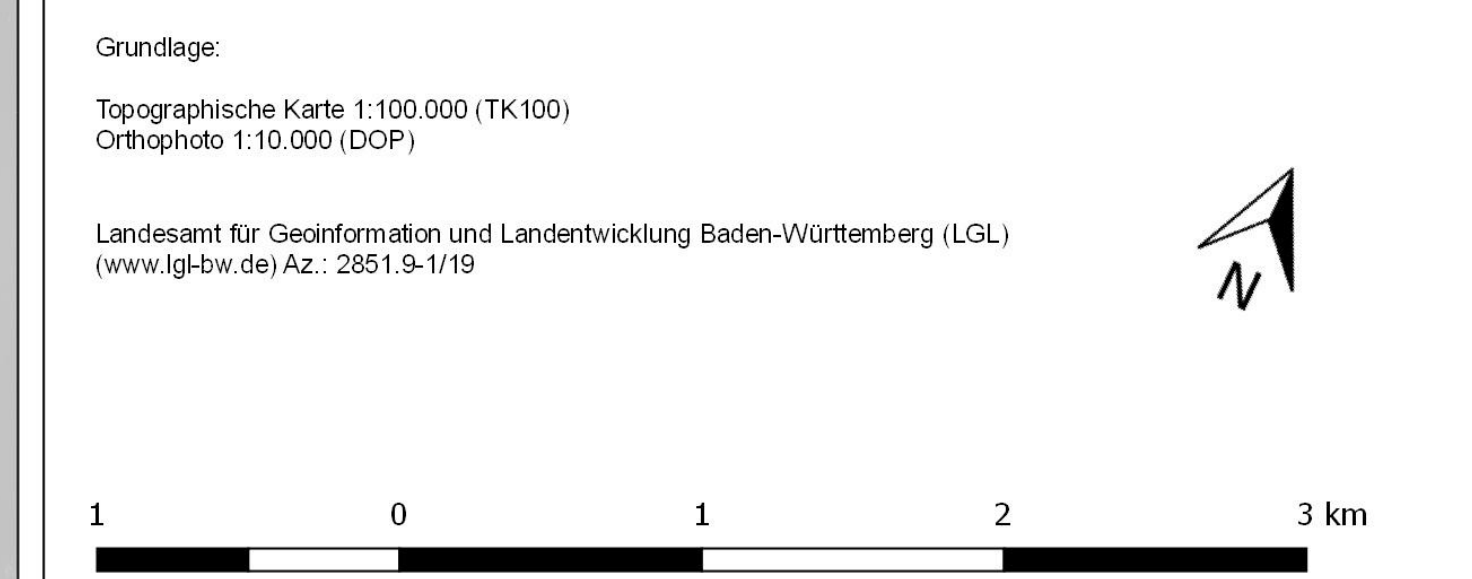 Grundlage:
Topographische Karte 1:100.000 (TK100)
Orthophoto 1:10.000 (DOP)
Landesamt für Geoinformation und Landentwicklung Baden-Württemberg (LGL)
(www.lgl-bw.de) Az.: 2851.9-1/19
N
1 0 1 2 3 km